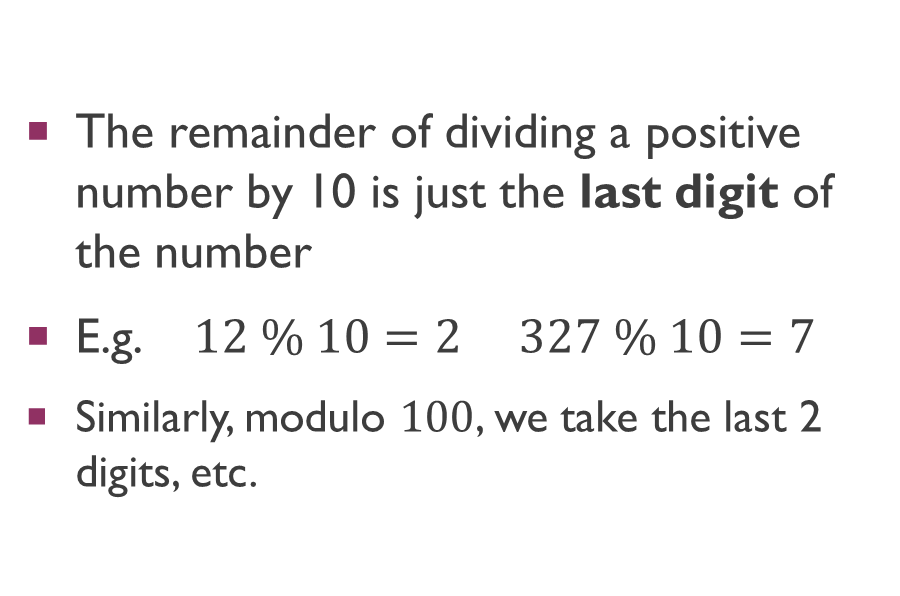 The remainder of dividing a positive
number by 10 is just the last digit of
the number
E.g. 12 % 10 = 2 327 % 10 = 7
Similarly, modulo 100, we take the last 2
digits, etc.